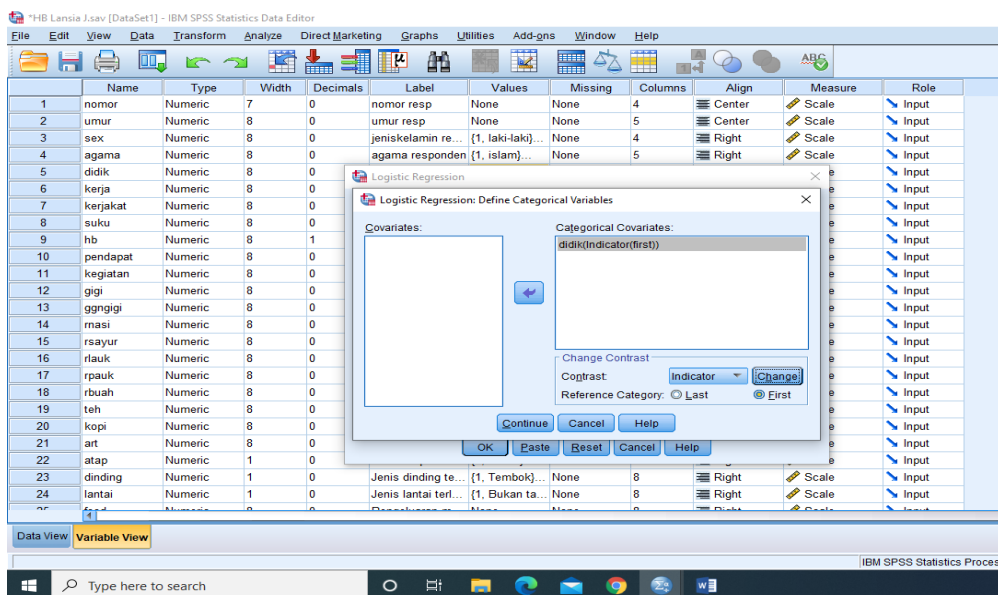 *HB Lansia J.sav [DataSet1] - IBM SPSS Statistics Data Editor
File Edit View Data Transform Analyze Direct Marketing Graphs Utilities Add-ons Window Help
Name Type Width Decimals Label Values Missing Columns Align Measure Role
1 nomor Numeric 7 0 nomor resp None None 4 Center Scale Input
2 umur Numeric 8 0 umur resp None None 5 Center Scale Input
3 sex Numeric 8 0 jeniskelamin re... {1, laki-laki}... None 4 Right Scale Input
4 agama Numeric 8 0 agama responden {1, islam}... None 5 Right Scale Input
5 didik Numeric 8 0 e Input
6 kerja Numeric 8 0 e Input
7 kerjakat Numeric 8 0 e Input
8 suku Numeric 8 0 e Input
9 hb Numeric 8 1 e Input
10 pendapat Numeric 8 0 e Input
11 kegiatan Numeric 8 0 e Input
12 gigi Numeric 8 0 e Input
13 ggngigi Numeric 8 0 e Input
14 rnasi Numeric 8 0 e Input
15 rsayur Numeric 8 0 e Input
16 rlauk Numeric 8 0 e Input
17 rpauk Numeric 8 0 e Input
18 rbuah Numeric 8 0 e Input
19 teh Numeric 8 0 e Input
20 kopi Numeric 8 0 e Input
21 art Numeric 8 0 e Input
22 atap Numeric 1 0 Input
23 dinding Numeric 1 0 Jenis dinding te... {1, Tembok}... None 8 Right Scale Input
24 lantai Numeric 1 0 Jenis lantai terl... {1, Bukan ta... None 8 Right Scale Input
Logistic Regression
Logistic Regression: Define Categorical Variables
Covariates:
Categorical Covariates:
didik(Indicator(first))
Change Contrast
Contrast: Indicator Change
Reference Category: Last First
Continue Cancel Help
OK Paste Reset Cancel Help
Data View Variable View
IBM SPSS Statistics Proces
Type here to search